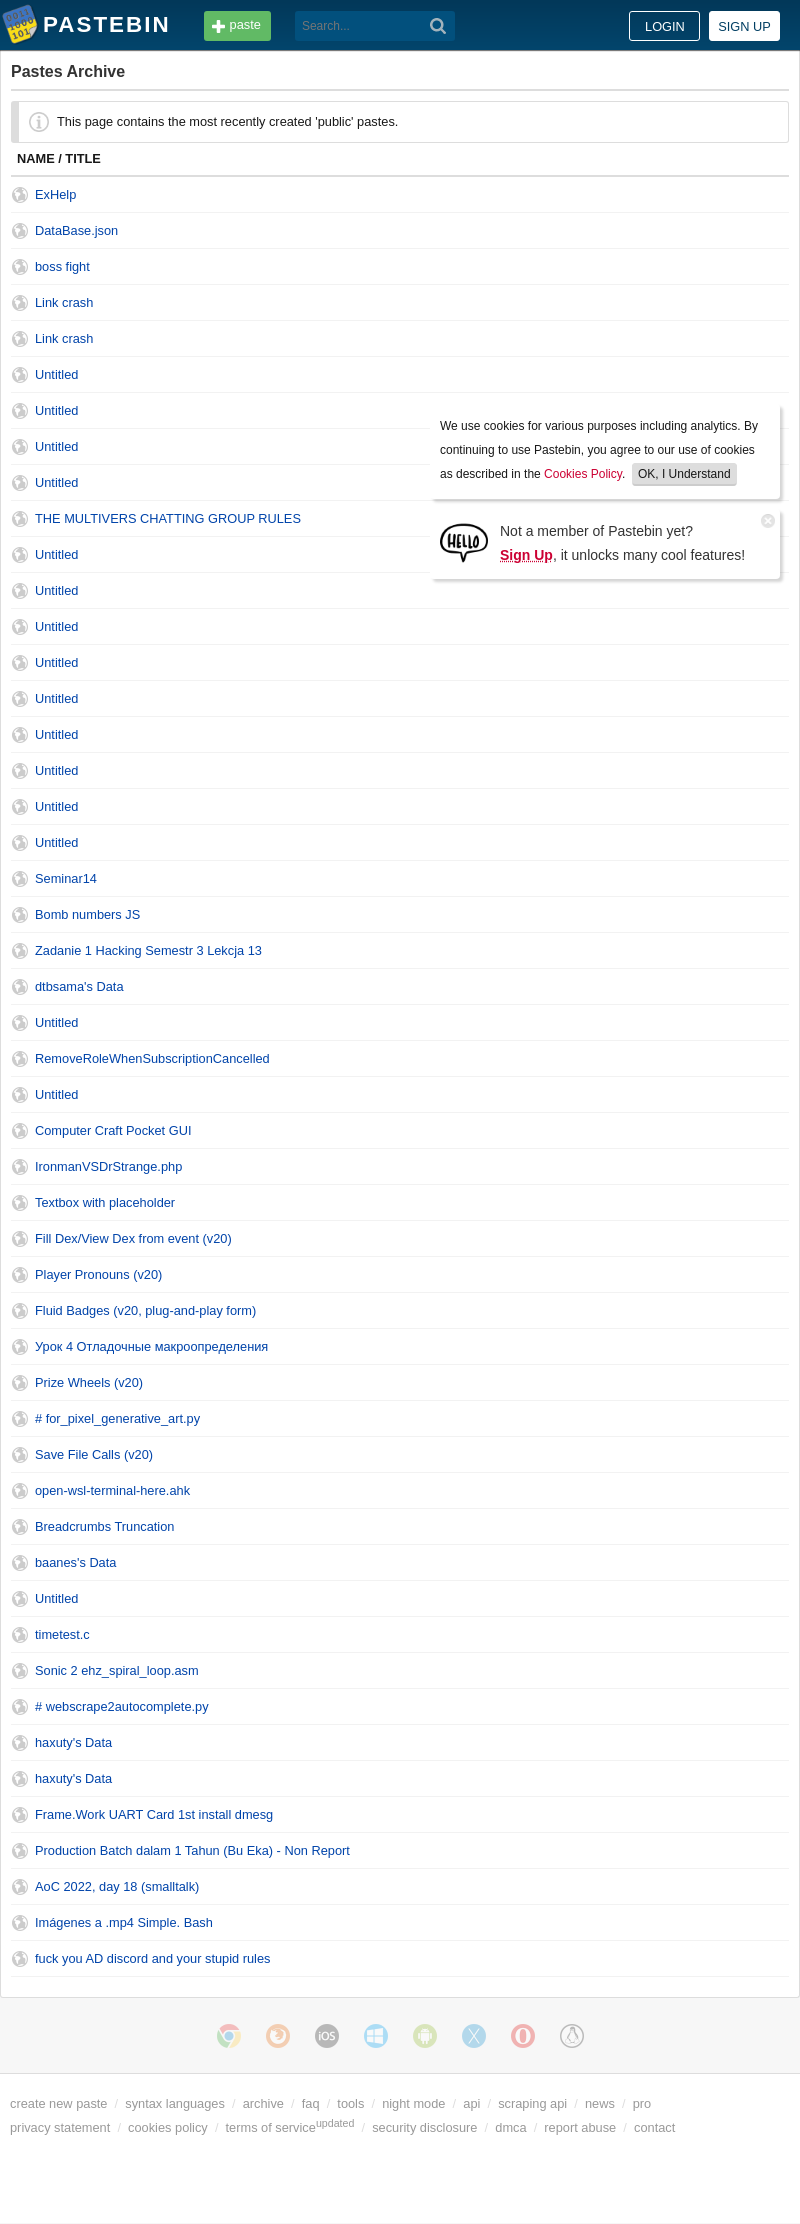 PASTEBIN paste Search... LOGIN SIGN UP
Pastes Archive
This page contains the most recently created 'public' pastes.
NAME / TITLE
ExHelp
DataBase.json
boss fight
Link crash
Link crash
Untitled
Untitled
Untitled
Untitled
We use cookies for various purposes including analytics. By
continuing to use Pastebin, you agree to our use of cookies
as described in the Cookies Policy. OK, I Understand
THE MULTIVERS CHATTING GROUP RULES
HELLO
Not a member of Pastebin yet?
Sign Up, it unlocks many cool features!
Untitled
Untitled
Untitled
Untitled
Untitled
Untitled
Untitled
Untitled
Untitled
Seminar14
Bomb numbers JS
Zadanie 1 Hacking Semestr 3 Lekcja 13
dtbsama's Data
Untitled
RemoveRoleWhenSubscriptionCancelled
Untitled
Computer Craft Pocket GUI
IronmanVSDrStrange.php
Textbox with placeholder
Fill Dex/View Dex from event (v20)
Player Pronouns (v20)
Fluid Badges (v20, plug-and-play form)
Урок 4 Отладочные макроопределения
Prize Wheels (v20)
# for_pixel_generative_art.py
Save File Calls (v20)
open-wsl-terminal-here.ahk
Breadcrumbs Truncation
baanes's Data
Untitled
timetest.c
Sonic 2 ehz_spiral_loop.asm
# webscrape2autocomplete.py
haxuty's Data
haxuty's Data
Frame.Work UART Card 1st install dmesg
Production Batch dalam 1 Tahun (Bu Eka) - Non Report
AoC 2022, day 18 (smalltalk)
Imágenes a .mp4 Simple. Bash
fuck you AD discord and your stupid rules
iOS
create new paste / syntax languages / archive / faq / tools / night mode / api / scraping api / news / pro
privacy statement / cookies policy / terms of service updated / security disclosure / dmca / report abuse / contact